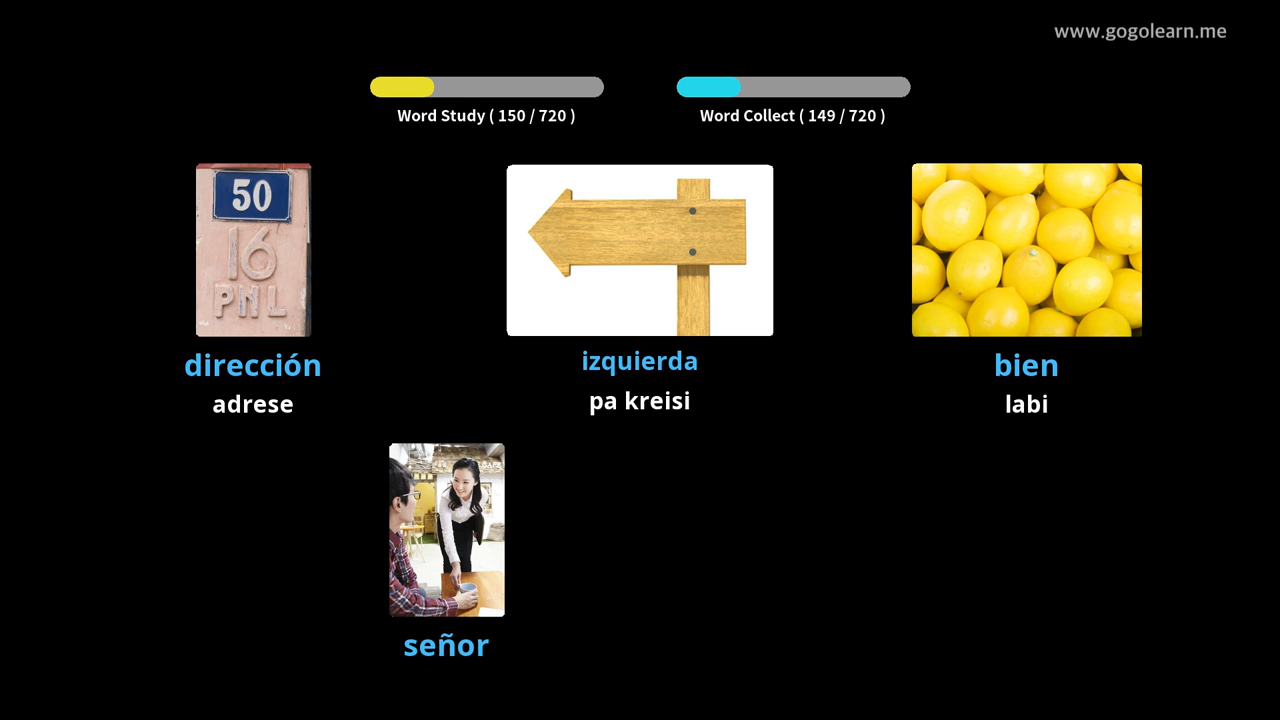 www.gogolearn.me
Word Study ( 150 / 720 )
Word Collect ( 149 / 720 )
50
16
PNL
dirección
adrese
izquierda
pa kreisi
bien
labi
señor